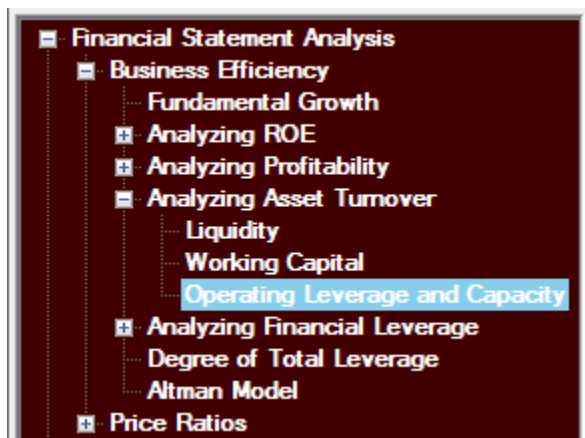 Financial Statement Analysis
Business Efficiency
Fundamental Growth
Analyzing ROE
Analyzing Profitability
Analyzing Asset Turnover
Liquidity
Working Capital
Operating Leverage and Capacity
Analyzing Financial Leverage
Degree of Total Leverage
Altman Model
Price Ratios